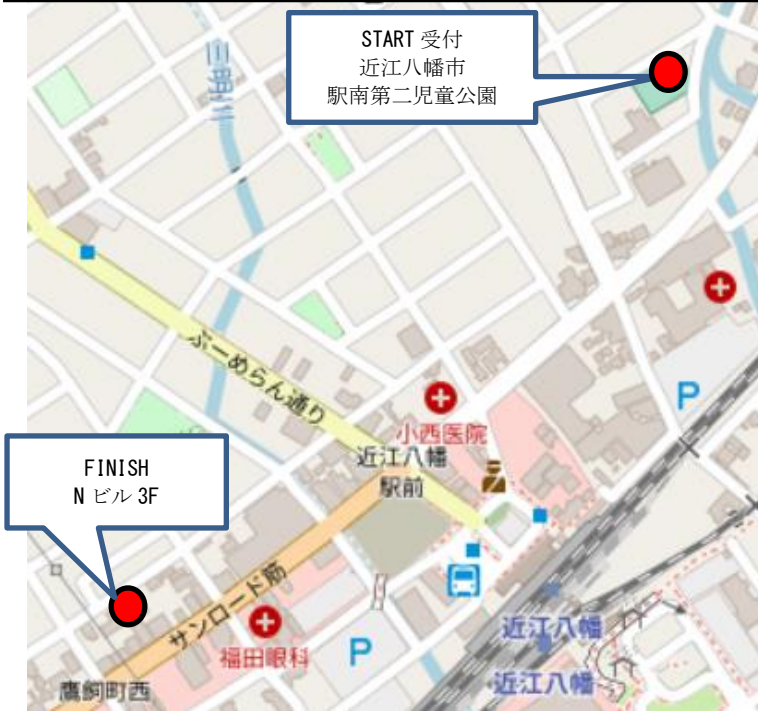 START 受付
近江八幡市
駅南第二児童公園
三明川
ぶーめらん通り
P
小西医院
近江八幡
駅前
FINISH
N ビル 3F
サンロード筋
福田眼科
P
近江八幡
近江八幡
鷹飼町西